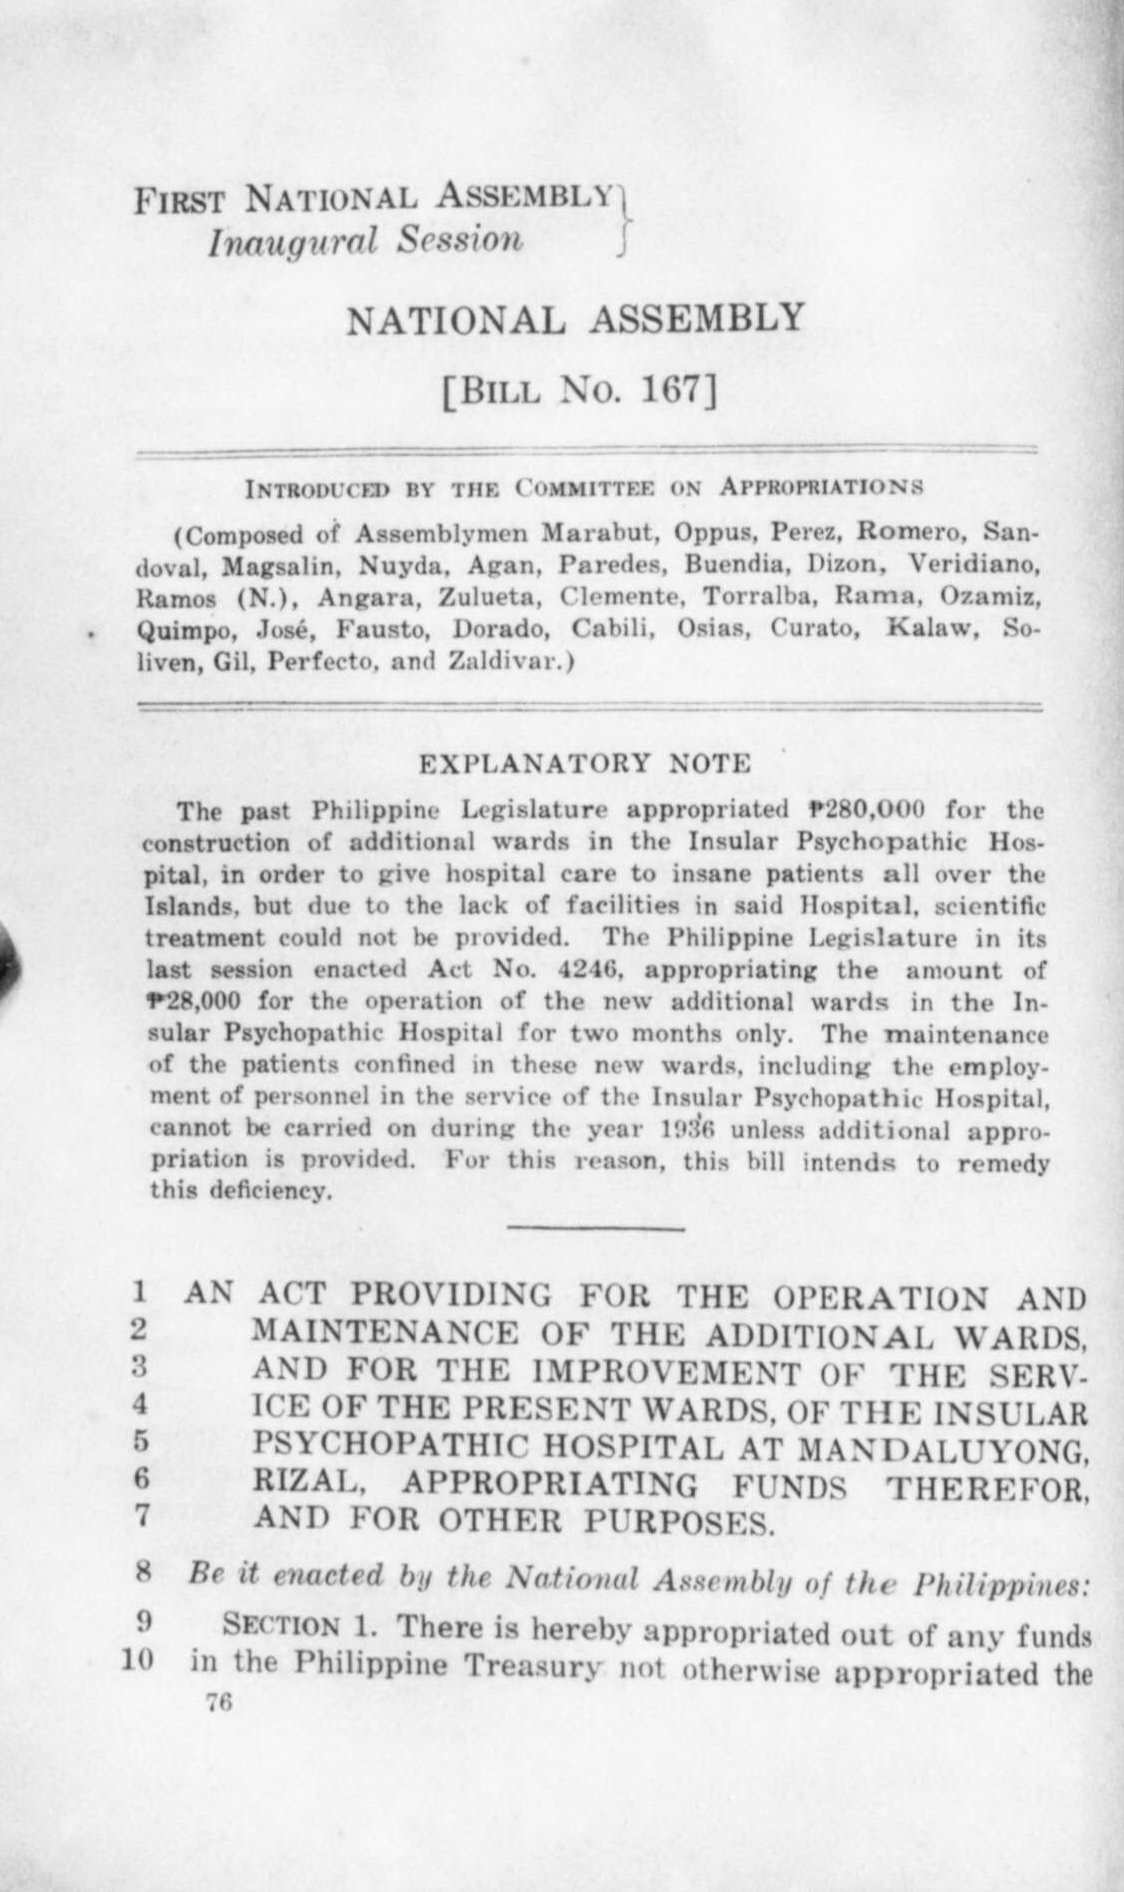 FIRST NATIONAL ASSEMBLY}
Inaugural Session
NATIONAL ASSEMBLY
[BILL No. 167]
INTRODUCED BY THE COMMITTEE ON APPROPRIATIONS
(Composed of Assemblymen Marabut, Oppus, Perez, Romero, San-
doval, Magsalin, Nuyda, Agan, Paredes, Buendia, Dizon, Veridiano,
Ramos (N.), Angara, Zulueta, Clemente, Torralba, Rama, Ozamiz,
Quimpo, José, Fausto, Dorado, Cabili, Osias, Curato, Kalaw, So-
liven, Gil, Perfecto, and Zaldivar.)
EXPLANATORY NOTE
The past Philippine Legislature appropriated ₱280,000 for the
construction of additional wards in the Insular Psychopathic Hos-
pital, in order to give hospital care to insane patients all over the
Islands, but due to the lack of facilities in said Hospital, scientific
treatment could not be provided. The Philippine Legislature in its
last session enacted Act No. 4246, appropriating the amount of
₱28,000 for the operation of the new additional wards in the In-
sular Psychopathic Hospital for two months only. The maintenance
of the patients confined in these new wards, including the employ-
ment of personnel in the service of the Insular Psychopathic Hospital,
cannot be carried on during the year 1936 unless additional appro-
priation is provided. For this reason, this bill intends to remedy
this deficiency.
1 AN ACT PROVIDING FOR THE OPERATION AND
2 MAINTENANCE OF THE ADDITIONAL WARDS,
3 AND FOR THE IMPROVEMENT OF THE SERV-
4 ICE OF THE PRESENT WARDS, OF THE INSULAR
5 PSYCHOPATHIC HOSPITAL AT MANDALUYONG,
6 RIZAL, APPROPRIATING FUNDS THEREFOR,
7 AND FOR OTHER PURPOSES.
8 Be it enacted by the National Assembly of the Philippines:
9 SECTION 1. There is hereby appropriated out of any funds
10 in the Philippine Treasury not otherwise appropriated the
76